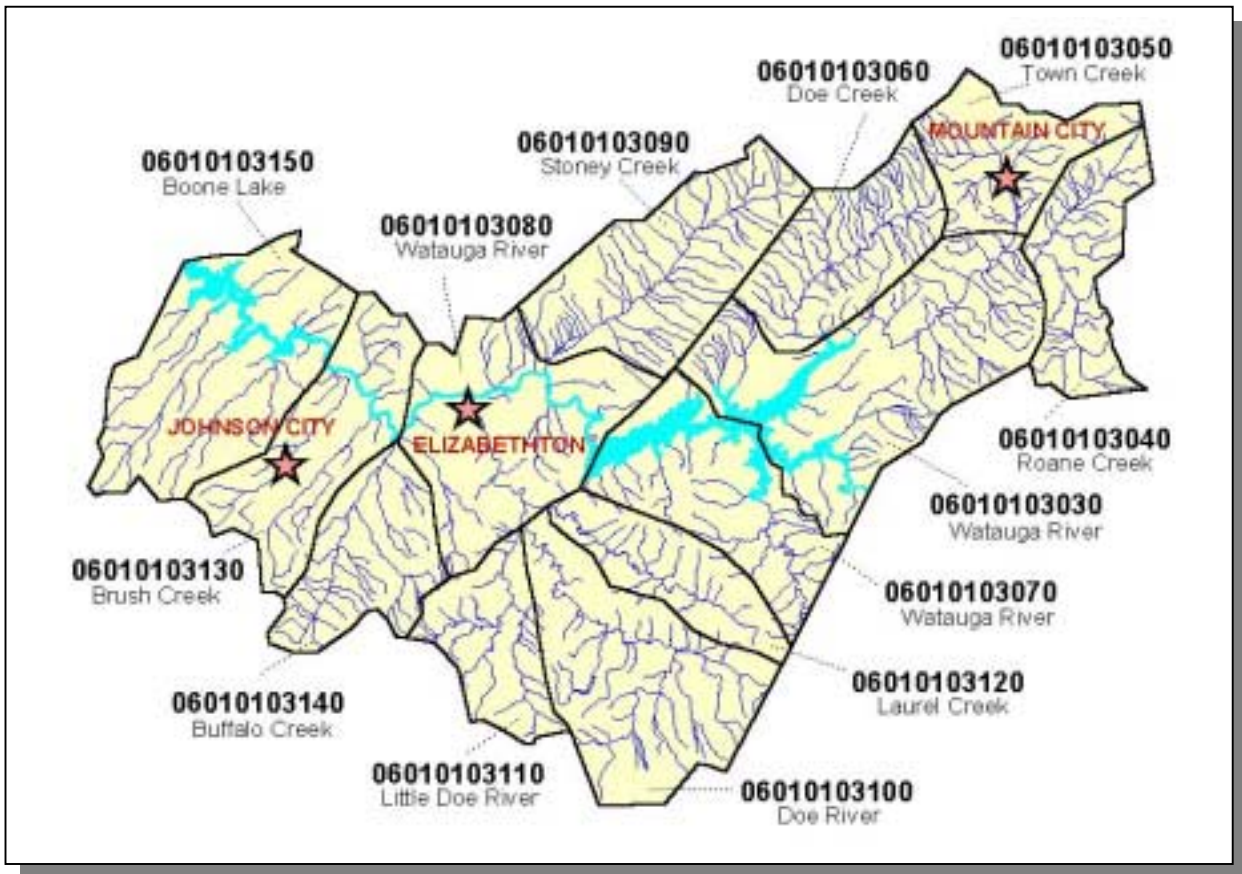 06010103050
Town Creek
06010103060
Doe Creek
MOUNTAIN CITY
06010103090
Stoney Creek
06010103150
Boone Lake
06010103080
Watauga River
JOHNSON CITY
ELIZABETHTON
06010103040
Roane Creek
06010103030
Watauga River
06010103130
Brush Creek
06010103070
Watauga River
06010103120
Laurel Creek
06010103140
Buffalo Creek
06010103110
Little Doe River
06010103100
Doe River